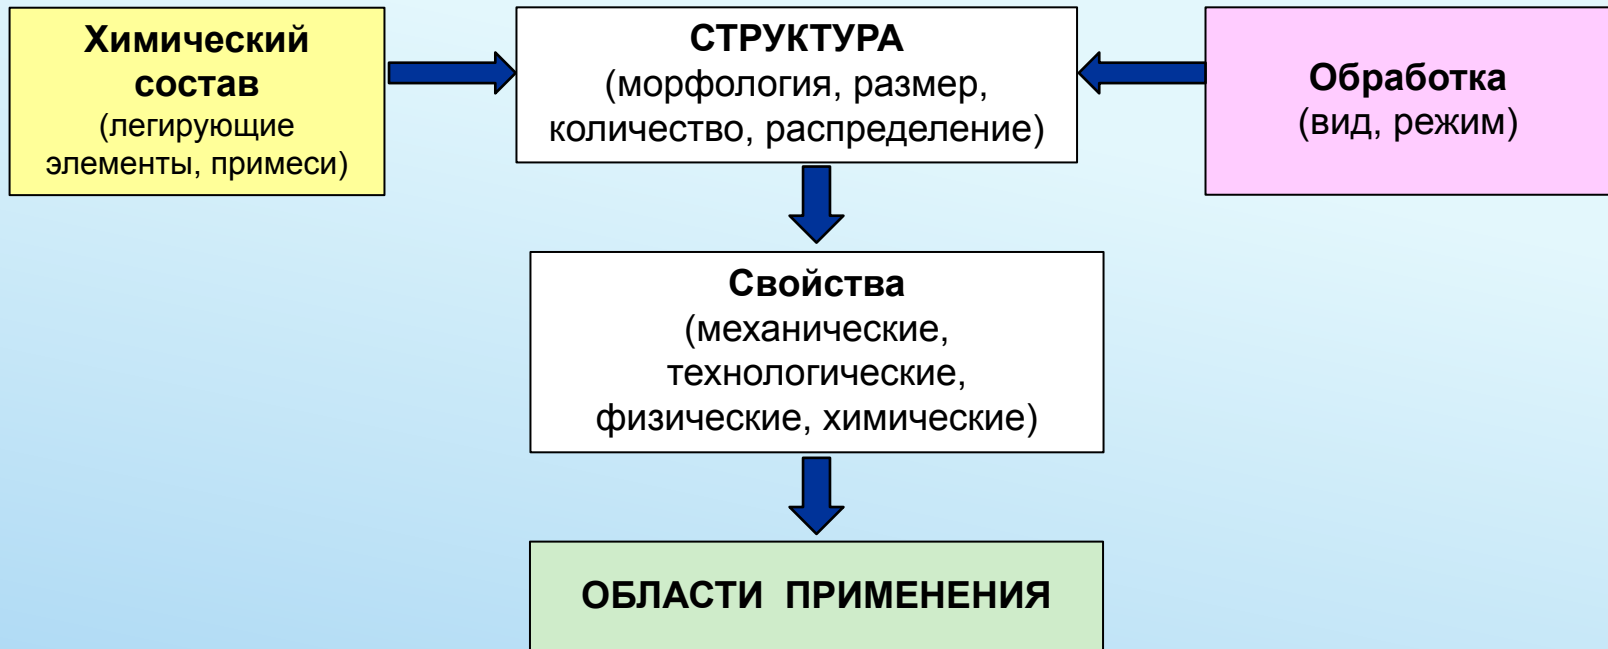 Химический
состав
(легирующие
элементы, примеси)
СТРУКТУРА
(морфология, размер,
количество, распределение)
Обработка
(вид, режим)
Свойства
(механические,
технологические,
физические, химические)
ОБЛАСТИ ПРИМЕНЕНИЯ